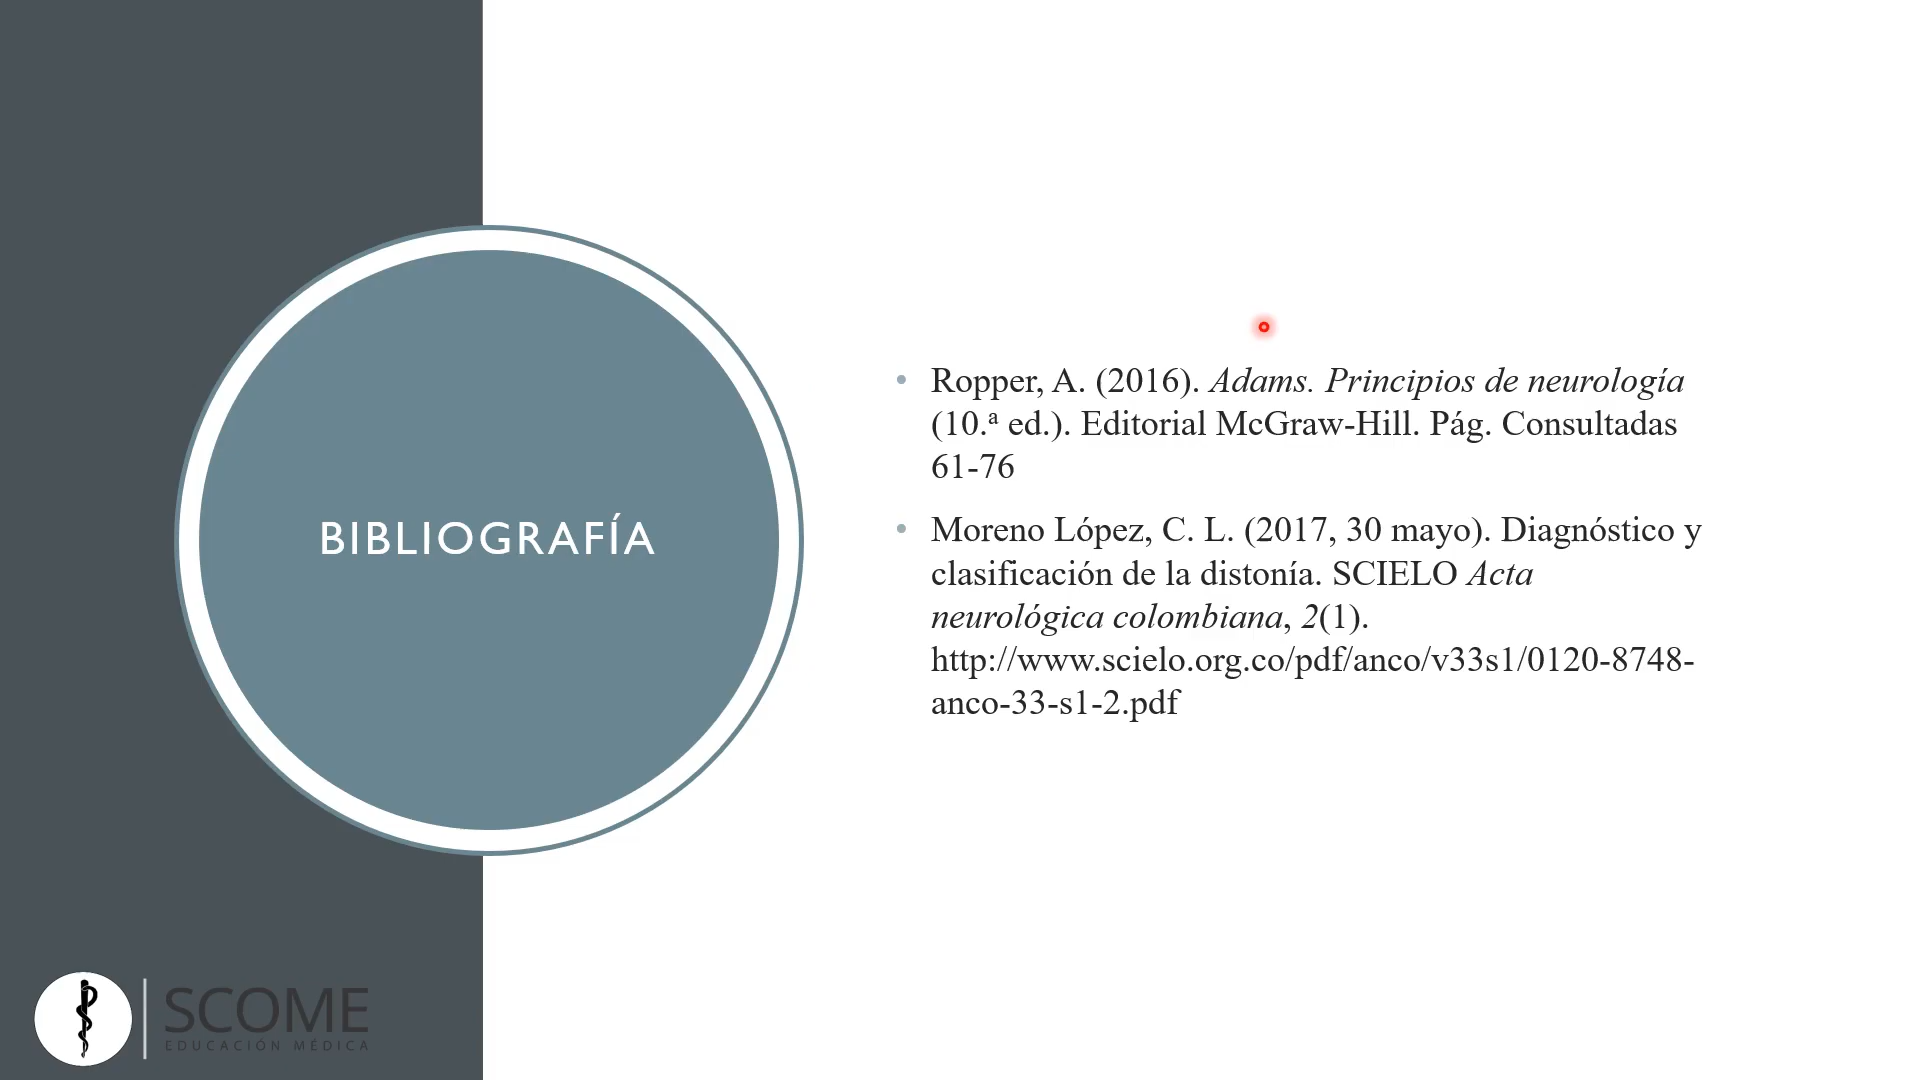 BIBLIOGRAFÍA
Ropper, A. (2016). Adams. Principios de neurología
(10.ª ed.). Editorial McGraw-Hill. Pág. Consultadas
61-76
Moreno López, C. L. (2017, 30 mayo). Diagnóstico y
clasificación de la distonía. SCIELO Acta
neurológica colombiana, 2(1).
http://www.scielo.org.co/pdf/anco/v33s1/0120-8748-
anco-33-s1-2.pdf
SCOME
EDUCACIÓN MÉDICA